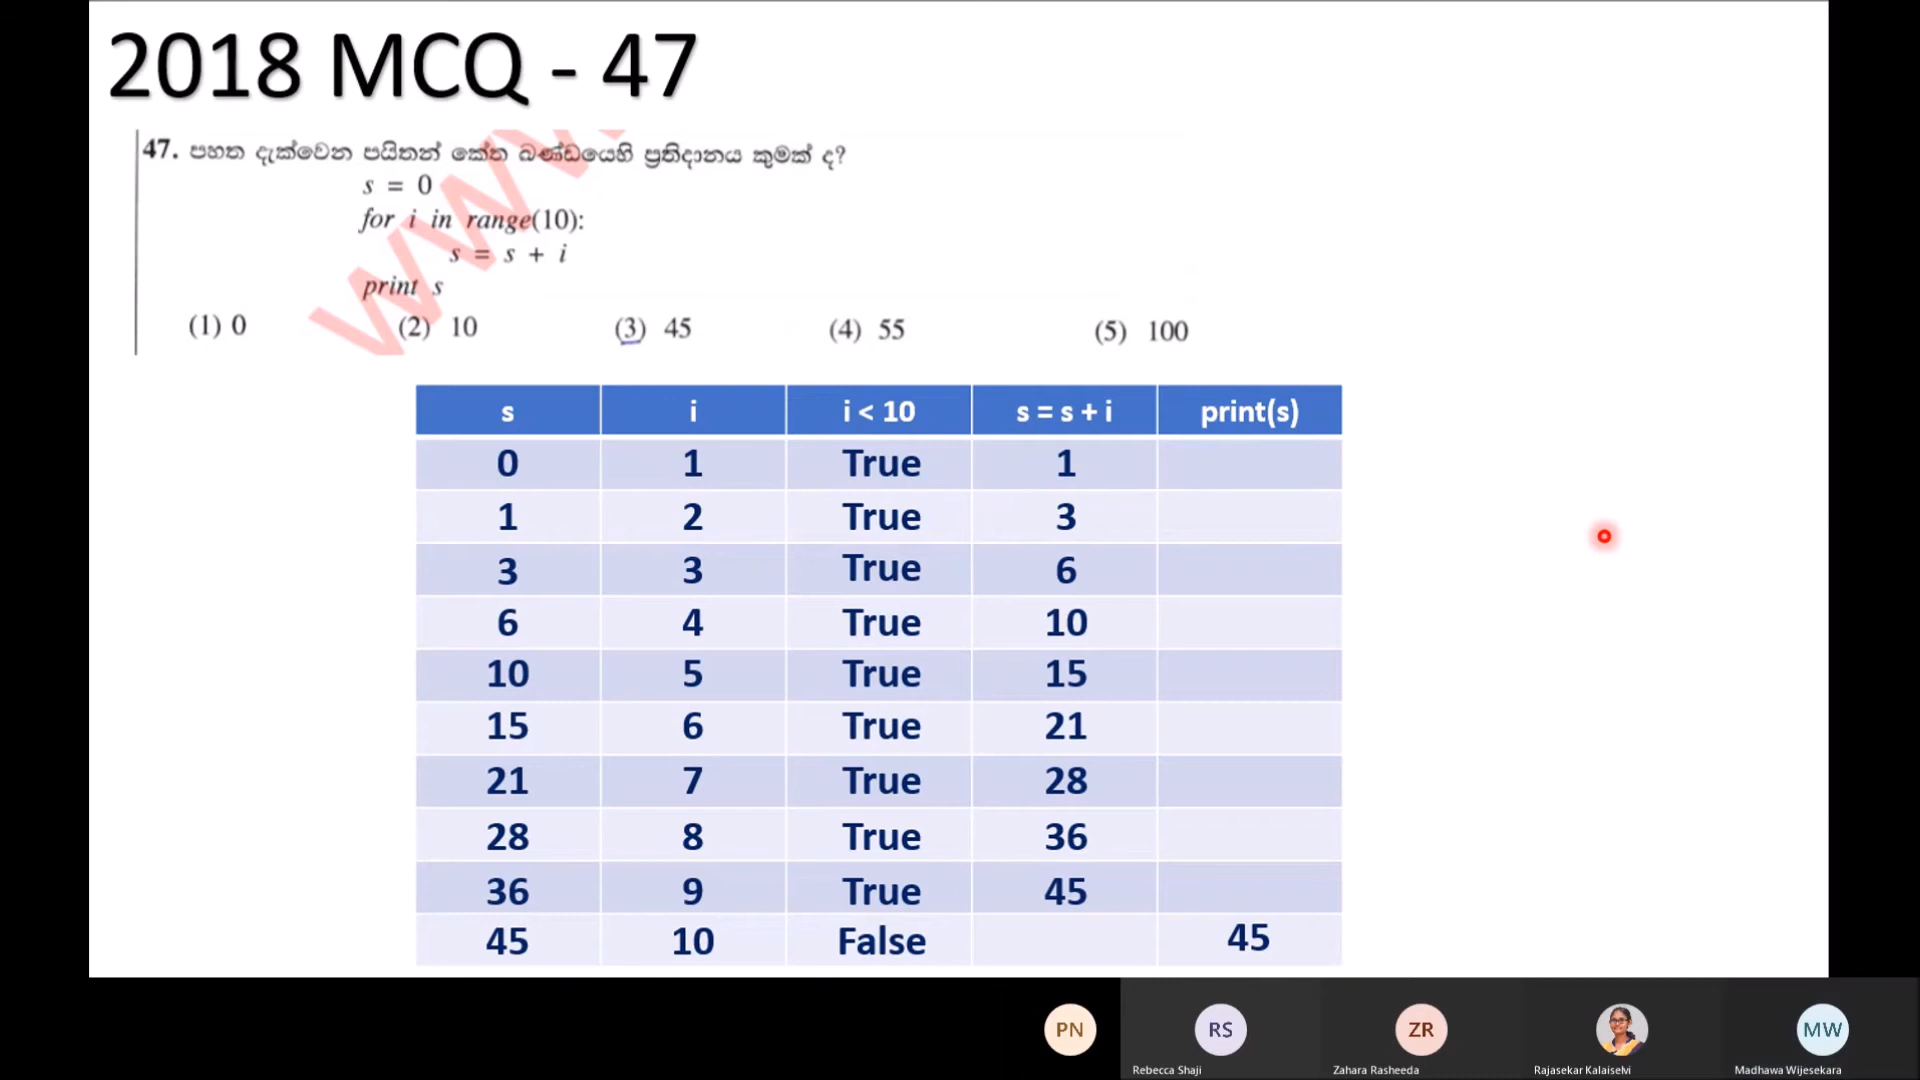 2018 MCQ - 47
47. පහත දැක්වෙන පයිතන් කේත ඛණ්ඩයෙහි ප්‍රතිදානය කුමක් ද?
s = 0
for i in range(10):
s = s + i
print s
(1) 0 (2) 10 (3) 45 (4) 55 (5) 100
s i i < 10 s = s + i print(s)
0 1 True 1
1 2 True 3
3 3 True 6
6 4 True 10
10 5 True 15
15 6 True 21
21 7 True 28
28 8 True 36
36 9 True 45
45 10 False 45
PN RS ZR MW
Rebecca Shaji Zahara Rasheeda Rajasekar Kalaiselvi Madhawa Wijesekara